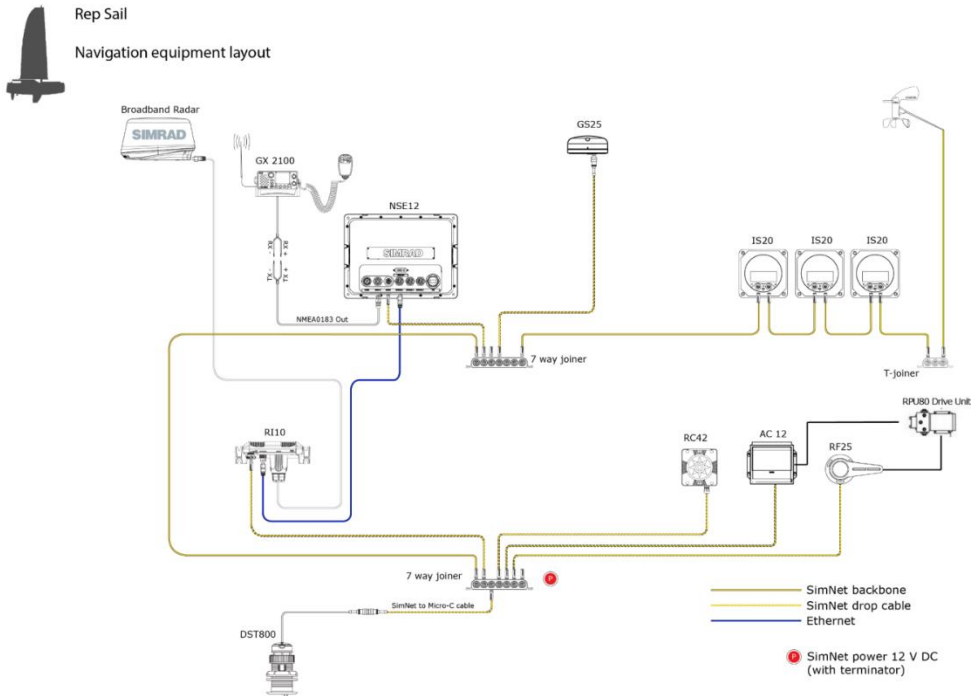 Rep Sail
Navigation equipment layout
Broadband Radar
SIMRAD
GX 2100
GS25
NSE12
SIMRAD
IS20
IS20
IS20
RX -
RX +
TX -
TX +
NMEA0183 Out
7 way joiner
T-joiner
RPU80 Drive Unit
RI10
RC42
AC 12
RF25
7 way joiner
P
SimNet to Micro-C cable
DST800
SimNet backbone
SimNet drop cable
Ethernet
P
SimNet power 12 V DC
(with terminator)